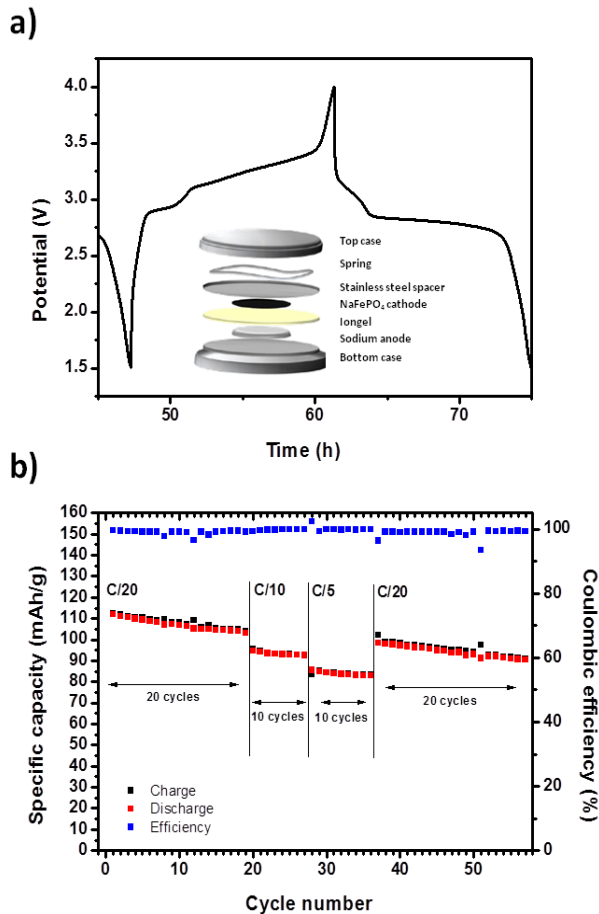 a)
4.0
3.5
3.0
2.5
2.0
1.5
Potential (V)
Top case
Spring
Stainless steel spacer
NaFePO₄ cathode
Iongel
Sodium anode
Bottom case
50
60
70
Time (h)
b)
160
150
140
130
120
110
100
90
80
70
60
50
40
30
20
10
0
Specific capacity (mAh/g)
C/20
C/10
C/5
C/20
20 cycles
10 cycles
10 cycles
20 cycles
Charge
Discharge
Efficiency
100
80
60
40
20
0
Coulombic efficiency (%)
0
10
20
30
40
50
Cycle number